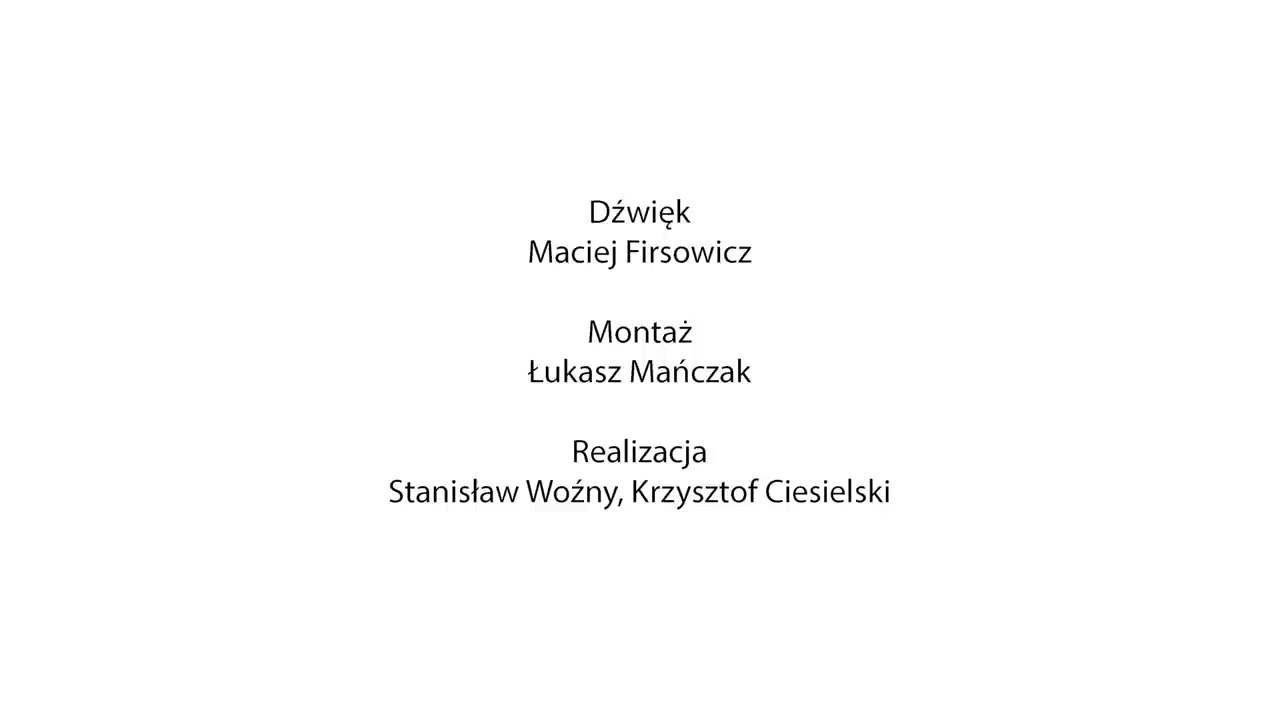 Dźwięk
Maciej Firsowicz
Montaż
Łukasz Mańczak
Realizacja
Stanisław Woźny, Krzysztof Ciesielski